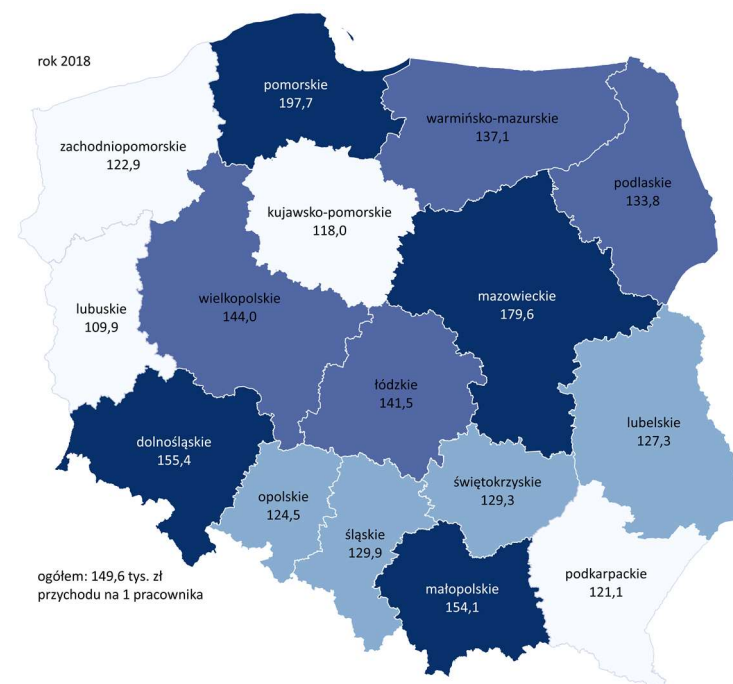 rok 2018
pomorskie
197,7
warmińsko-mazurskie
137,1
zachodniopomorskie
122,9
podlaskie
133,8
kujawsko-pomorskie
118,0
mazowieckie
179,6
wielkopolskie
144,0
lubuskie
109,9
łódzkie
141,5
lubelskie
127,3
dolnośląskie
155,4
świętokrzyskie
129,3
opolskie
124,5
śląskie
129,9
podkarpackie
121,1
małopolskie
154,1
ogółem: 149,6 tys. zł
przychodu na 1 pracownika